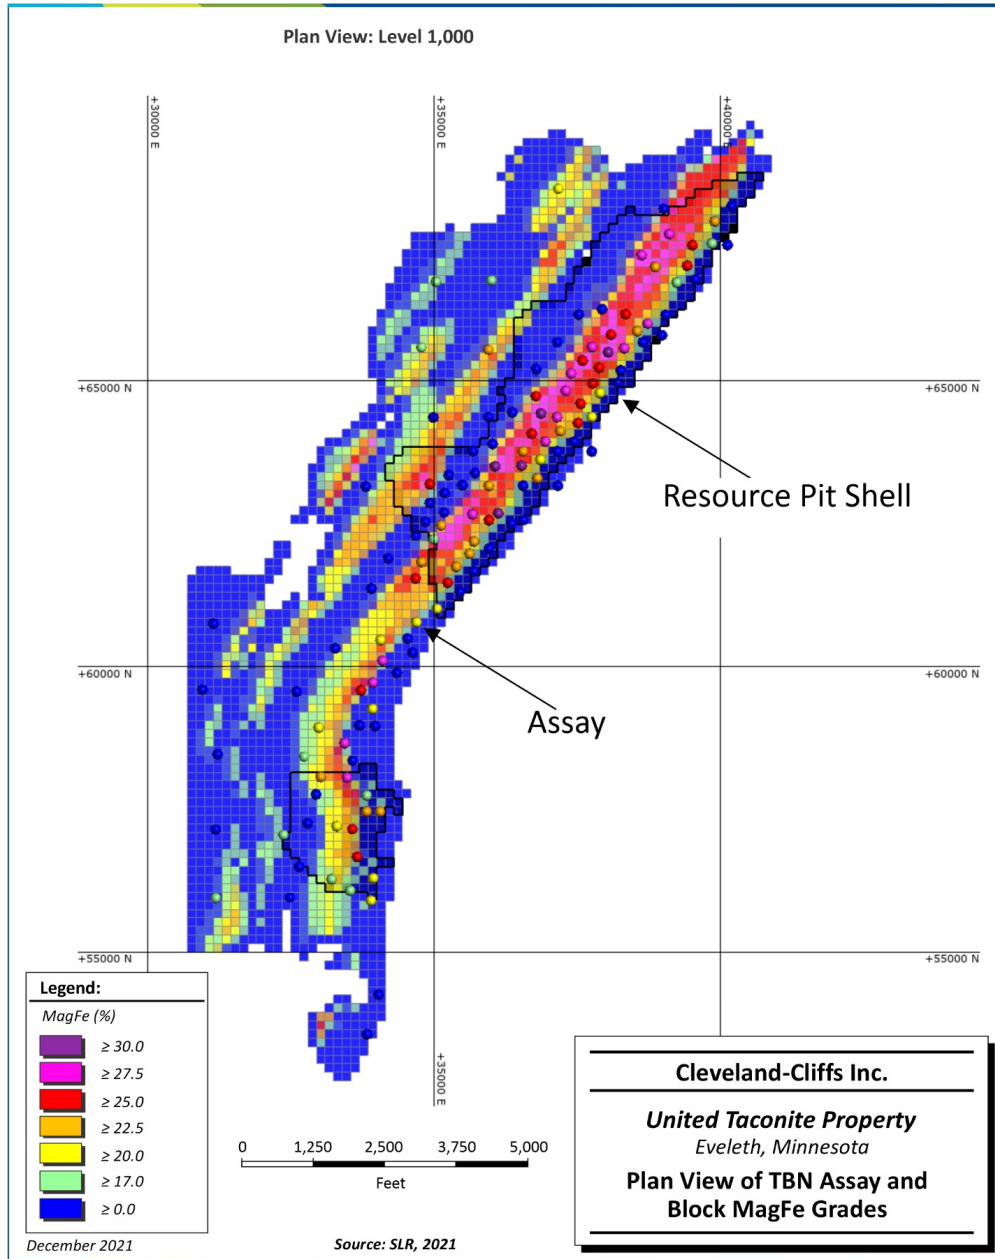 Plan View: Level 1,000
+30000 E
+35000 E
+40000 E
+65000 N
+65000 N
Resource Pit Shell
+60000 N
+60000 N
Assay
+55000 N
+55000 N
+35000 E
Legend:
MagFe (%)
≥ 30.0
≥ 27.5
≥ 25.0
≥ 22.5
≥ 20.0
≥ 17.0
≥ 0.0
0 1,250 2,500 3,750 5,000
Feet
Cleveland-Cliffs Inc.
United Taconite Property
Eveleth, Minnesota
Plan View of TBN Assay and
Block MagFe Grades
December 2021
Source: SLR, 2021